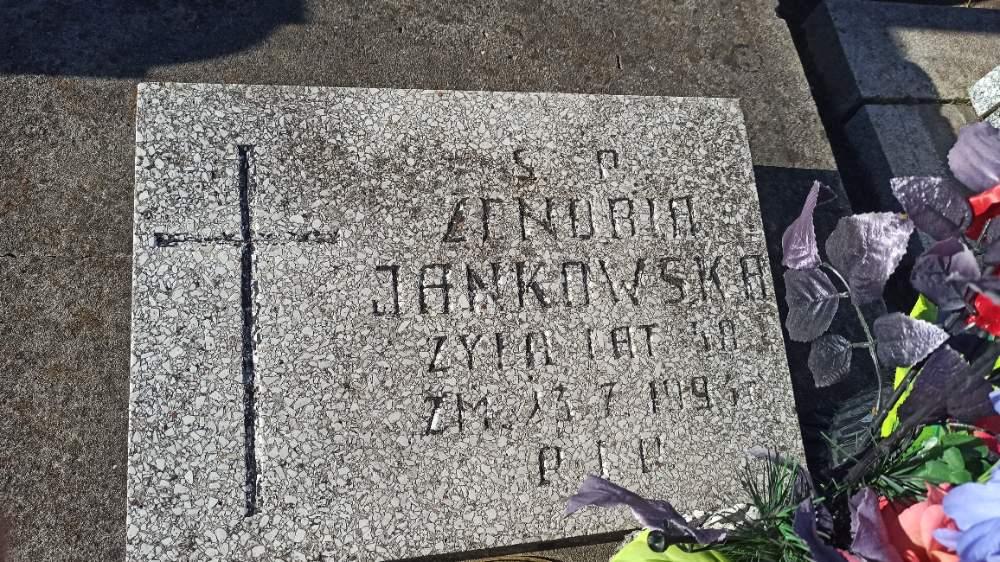 S P
ZENOBIA
JANKOWSKA
ŻYŁA LAT
ZM. 13 7